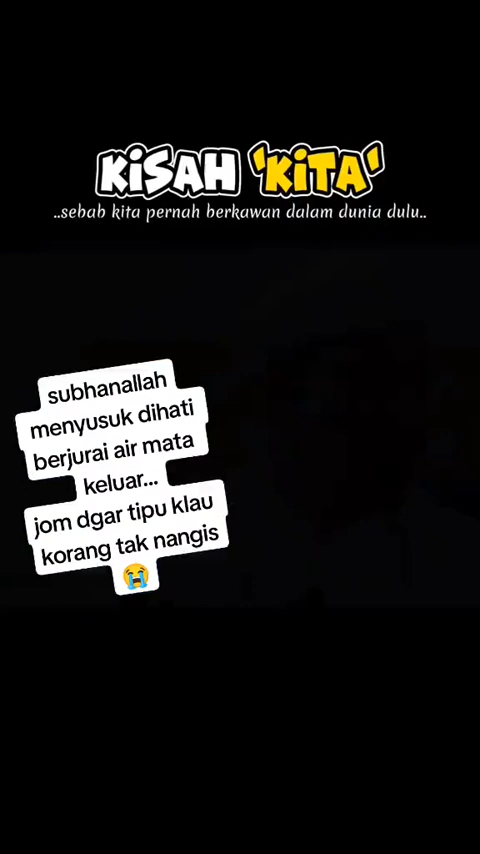 KiSAH 'KiTA'
..sebab kita pernah berkawan dalam dunia dulu..
subhanallah
menyusuk dihati
berjurai air mata
keluar...
jom dgar tipu klau
korang tak nangis
😭